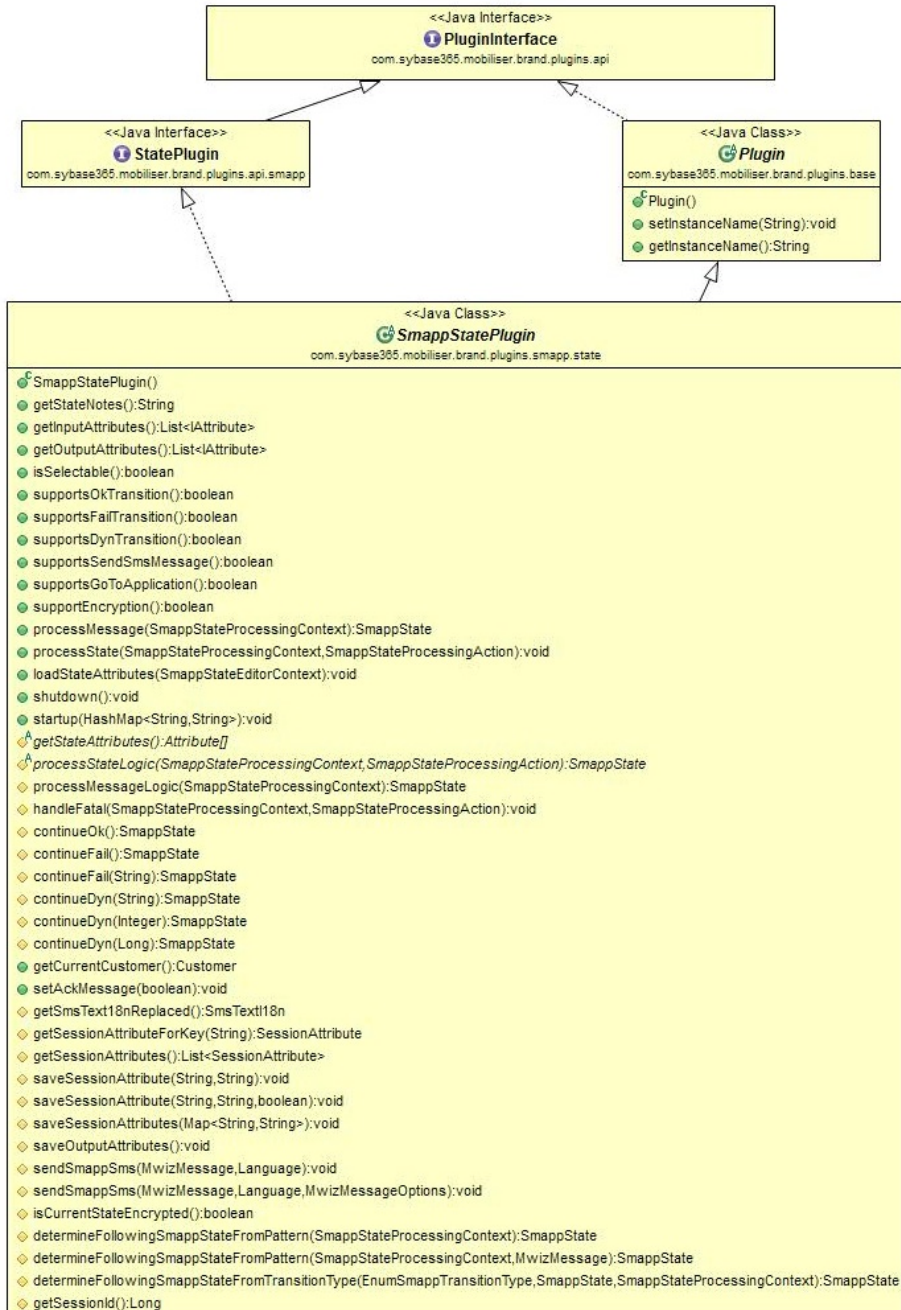 <<Java Interface>>
PluginInterface
com.sybase365.mobiliser.brand.plugins.api
<<Java Interface>>
StatePlugin
com.sybase365.mobiliser.brand.plugins.api.smapp
<<Java Class>>
Plugin
com.sybase365.mobiliser.brand.plugins.base
Plugin()
setInstanceName(String):void
getInstanceName():String
<<Java Class>>
SmappStatePlugin
com.sybase365.mobiliser.brand.plugins.smapp.state
SmappStatePlugin()
getStateNotes():String
getInputAttributes():List<IAttribute>
getOutputAttributes():List<IAttribute>
isSelectable():boolean
supportsOkTransition():boolean
supportsFailTransition():boolean
supportsDynTransition():boolean
supportsSendSmsMessage():boolean
supportsGoToApplication():boolean
supportEncryption():boolean
processMessage(SmappStateProcessingContext):SmappState
processState(SmappStateProcessingContext,SmappStateProcessingAction):void
loadStateAttributes(SmappStateEditorContext):void
shutdown():void
startup(HashMap<String,String>):void
getStateAttributes():Attribute[]
processStateLogic(SmappStateProcessingContext,SmappStateProcessingAction):SmappState
processMessageLogic(SmappStateProcessingContext):SmappState
handleFatal(SmappStateProcessingContext,SmappStateProcessingAction):void
continueOk():SmappState
continueFail():SmappState
continueFail(String):SmappState
continueDyn(String):SmappState
continueDyn(Integer):SmappState
continueDyn(Long):SmappState
getCurrentCustomer():Customer
setAckMessage(boolean):void
getSmsText18nReplaced():SmsTextI18n
getSessionAttributeForKey(String):SessionAttribute
getSessionAttributes():List<SessionAttribute>
saveSessionAttribute(String,String):void
saveSessionAttribute(String,String,boolean):void
saveSessionAttributes(Map<String,String>):void
saveOutputAttributes():void
sendSmappSms(MwizMessage,Language):void
sendSmappSms(MwizMessage,Language,MwizMessageOptions):void
isCurrentStateEncrypted():boolean
determineFollowingSmappStateFromPattern(SmappStateProcessingContext):SmappState
determineFollowingSmappStateFromPattern(SmappStateProcessingContext,MwizMessage):SmappState
determineFollowingSmappStateFromTransitionType(EnumSmappTransitionType,SmappState,SmappStateProcessingContext):SmappState
getSessionId():Long